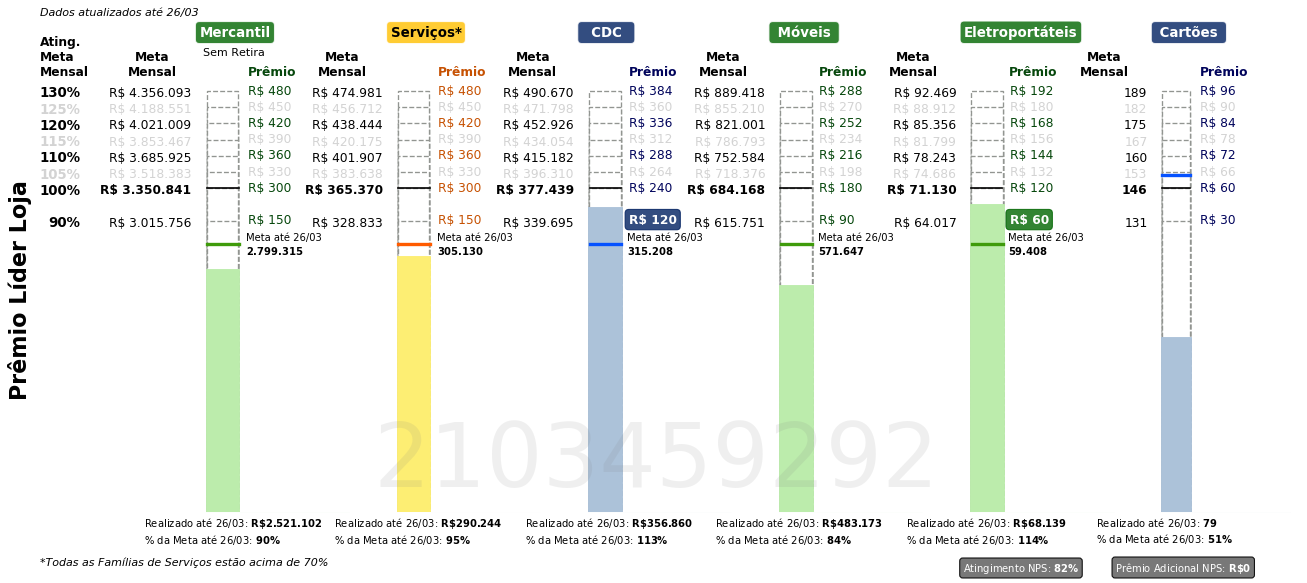 Dados atualizados até 26/03
Mercantil Serviços* CDC Móveis Eletroportáteis Cartões
Sem Retira
Ating. Meta Mensal
Meta Mensal Prêmio Meta Mensal Prêmio Meta Mensal Prêmio Meta Mensal Prêmio Meta Mensal Prêmio Meta Mensal Prêmio
130% R$ 4.356.093 R$ 480 R$ 474.981 R$ 480 R$ 490.670 R$ 384 R$ 889.418 R$ 288 R$ 92.469 R$ 192 189 R$ 96
125% R$ 4.188.551 R$ 450 R$ 456.712 R$ 450 R$ 471.798 R$ 360 R$ 855.210 R$ 270 R$ 88.912 R$ 180 182 R$ 90
120% R$ 4.021.009 R$ 420 R$ 438.444 R$ 420 R$ 452.926 R$ 336 R$ 821.001 R$ 252 R$ 85.356 R$ 168 175 R$ 84
115% R$ 3.853.467 R$ 390 R$ 420.175 R$ 390 R$ 434.054 R$ 312 R$ 786.793 R$ 234 R$ 81.799 R$ 156 167 R$ 78
110% R$ 3.685.925 R$ 360 R$ 401.907 R$ 360 R$ 415.182 R$ 288 R$ 752.584 R$ 216 R$ 78.243 R$ 144 160 R$ 72
105% R$ 3.518.383 R$ 330 R$ 383.638 R$ 330 R$ 396.310 R$ 264 R$ 718.376 R$ 198 R$ 74.686 R$ 132 153 R$ 66
100% R$ 3.350.841 R$ 300 R$ 365.370 R$ 300 R$ 377.439 R$ 240 R$ 684.168 R$ 180 R$ 71.130 R$ 120 146 R$ 60
90% R$ 3.015.756 R$ 150 R$ 328.833 R$ 150 R$ 339.695 R$ 120 R$ 615.751 R$ 90 R$ 64.017 R$ 60 131 R$ 30
Meta até 26/03 Meta até 26/03 Meta até 26/03 Meta até 26/03 Meta até 26/03
2.799.315 305.130 315.208 571.647 59.408
Prêmio Líder Loja
2103459292
Realizado até 26/03: R$2.521.102 Realizado até 26/03: R$290.244 Realizado até 26/03: R$356.860 Realizado até 26/03: R$483.173 Realizado até 26/03: R$68.139 Realizado até 26/03: 79
% da Meta até 26/03: 90% % da Meta até 26/03: 95% % da Meta até 26/03: 113% % da Meta até 26/03: 84% % da Meta até 26/03: 114% % da Meta até 26/03: 51%
*Todas as Famílias de Serviços estão acima de 70%
Atingimento NPS: 82% Prêmio Adicional NPS: R$0